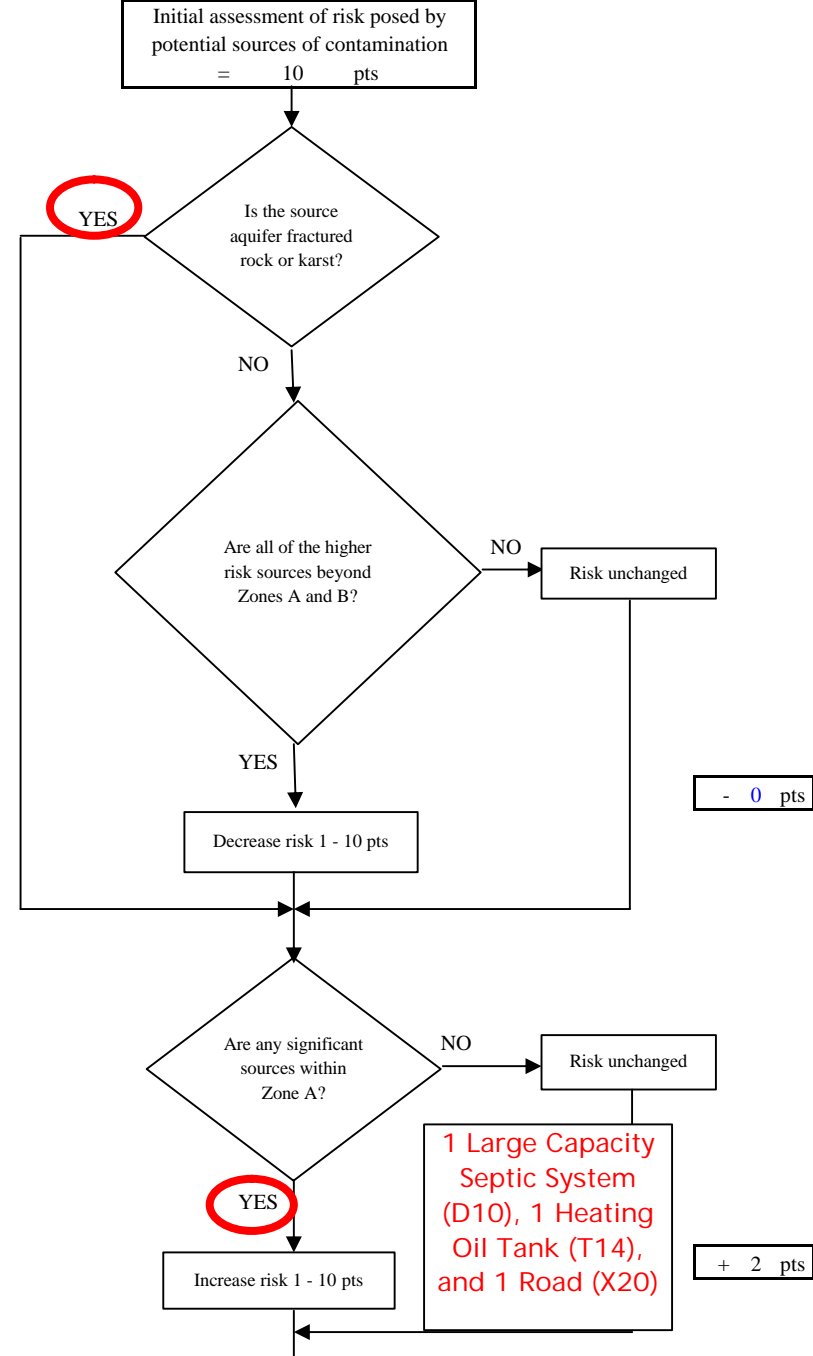 Initial assessment of risk posed by
potential sources of contamination
= 10 pts
YES
Is the source
aquifer fractured
rock or karst?
NO
Are all of the higher
risk sources beyond
Zones A and B?
NO
Risk unchanged
YES
- 0 pts
Decrease risk 1 - 10 pts
Are any significant
sources within
Zone A?
NO
Risk unchanged
1 Large Capacity
Septic System
(D10), 1 Heating
Oil Tank (T14),
and 1 Road (X20)
YES
+ 2 pts
Increase risk 1 - 10 pts